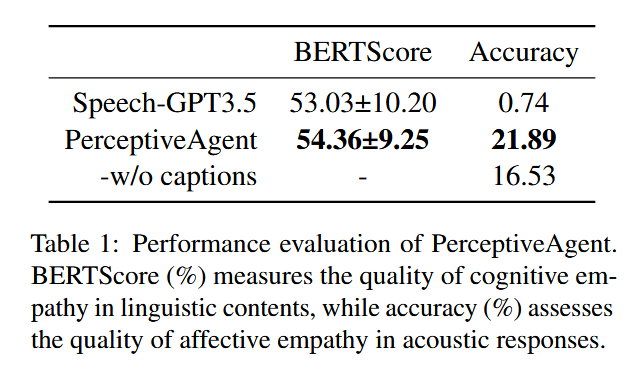 BERTScore Accuracy
Speech-GPT3.5 53.03±10.20 0.74
PerceptiveAgent 54.36±9.25 21.89
-w/o captions - 16.53
Table 1: Performance evaluation of PerceptiveAgent.
BERTScore (%) measures the quality of cognitive em-
pathy in linguistic contents, while accuracy (%) assesses
the quality of affective empathy in acoustic responses.